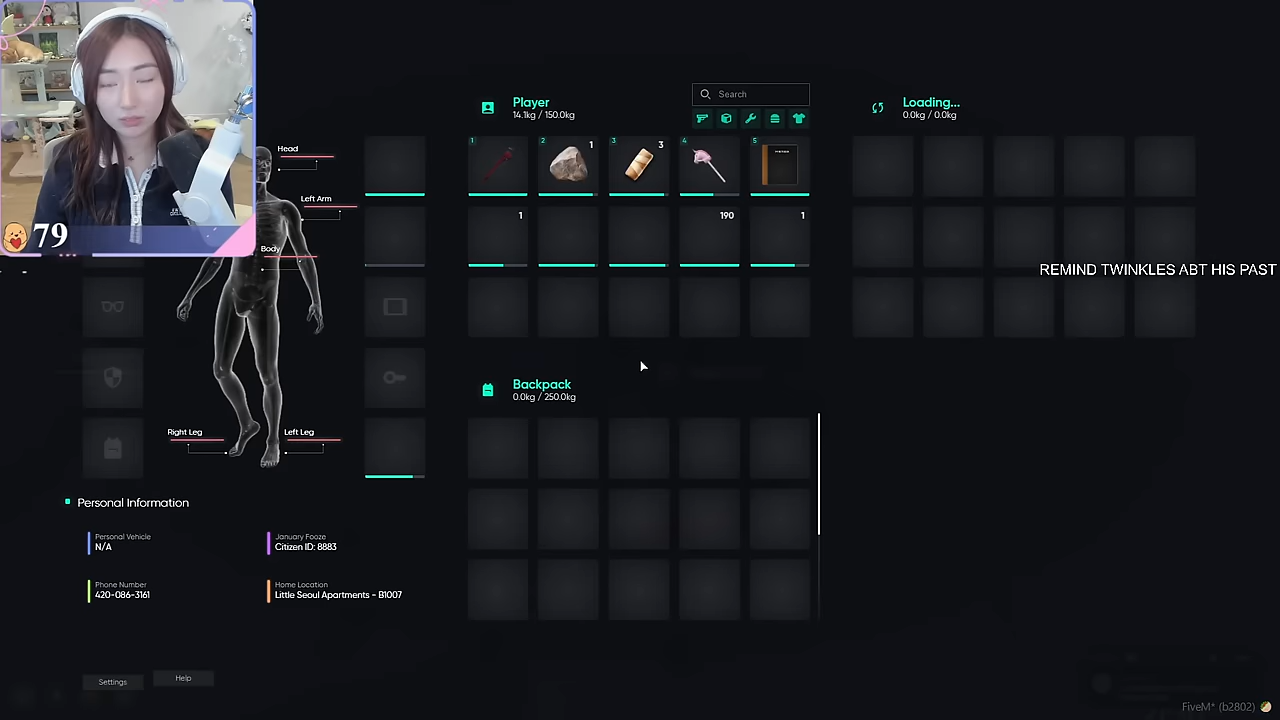 79
Head
Left Arm
Body
Right Leg
Left Leg
Player
14.1kg / 150.0kg
Search
1
2
1
3
3
4
5
1
190
1
Backpack
0.0kg / 250.0kg
Loading...
0.0kg / 0.0kg
REMIND TWINKLES ABT HIS PAST
Personal Information
Personal Vehicle
N/A
January Fooze
Citizen ID: 8883
Phone Number
420-086-3161
Home Location
Little Seoul Apartments - B1007
Settings
Help
FiveM* (b2802)